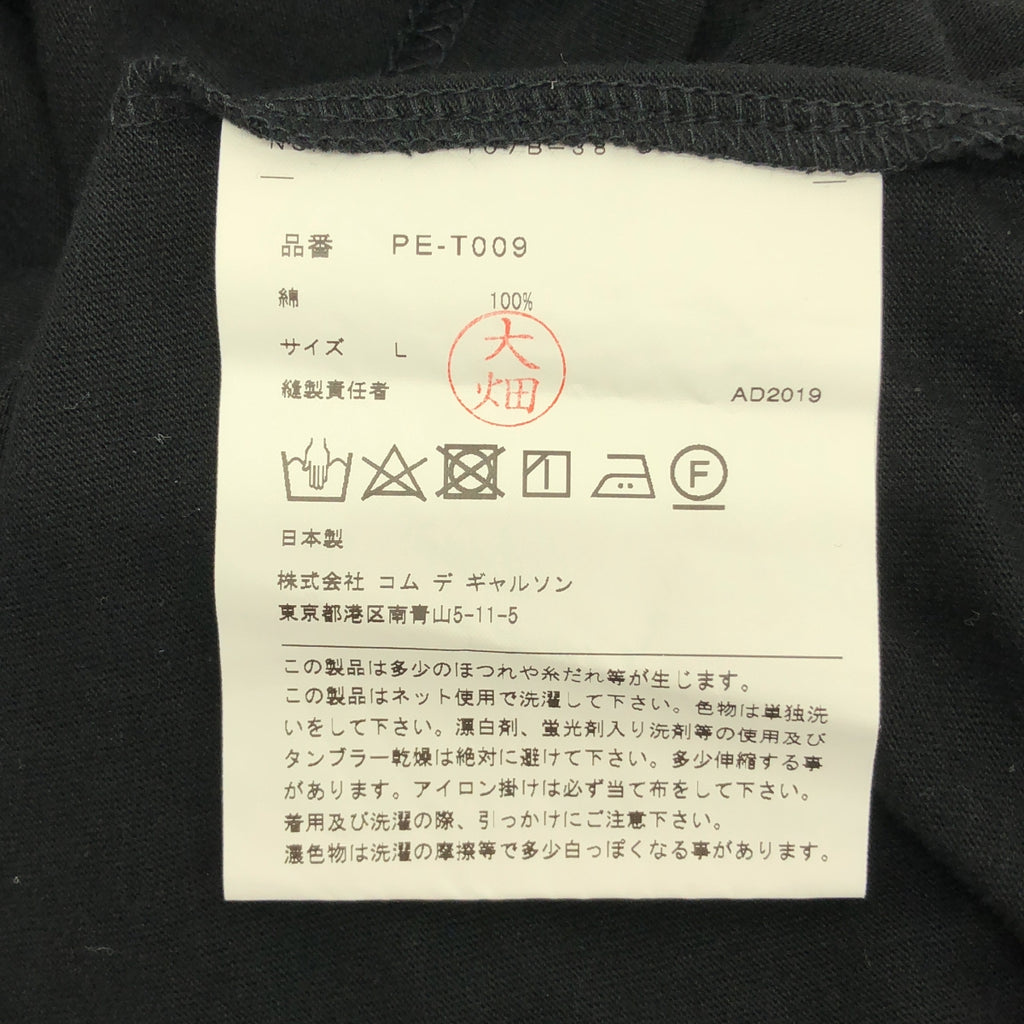 品番 PE-T009
綿 100%
サイズ L
大畑
縫製責任者 AD2019
F
日本製
株式会社 コム デ ギャルソン
東京都港区南青山5-11-5
この製品は多少のほつれや糸だれ等が生じます。
この製品はネット使用で洗濯して下さい。色物は単独洗
いをして下さい。漂白剤、蛍光剤入り洗剤等の使用及び
タンブラー乾燥は絶対に避けて下さい。多少伸縮する事
があります。アイロン掛けは必ず当て布をして下さい。
着用及び洗濯の際、引っかけにご注意下さい。
濃色物は洗濯の摩擦等で多少白っぽくなる事があります。